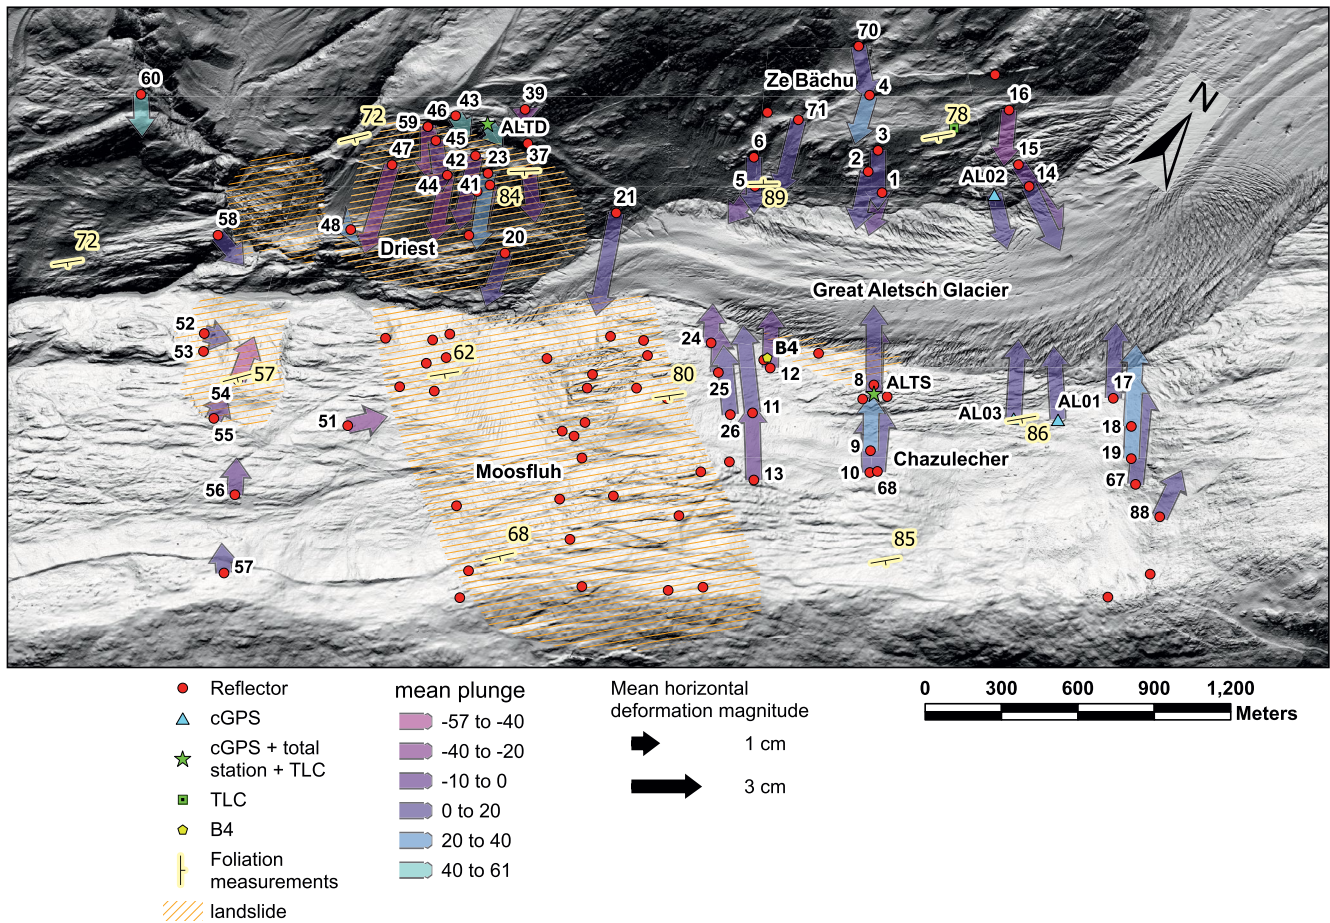 70
60
Ze Bächu
39
4
16
43
71
78
46
72
59
ALTD
3
45
6
15
47
42
23
37
2
14
AL02
44
41
5
1
84
89
21
58
48
20
72
Driest
Great Aletsch Glacier
52
24
B4
53
62
57
80
12
8
ALTS
25
17
54
11
AL01
AL03
51
55
26
86
18
9
Chazulecher
19
Moosfluh
13
10
68
67
56
88
68
85
57
N
Reflector
cGPS
cGPS + total
station + TLC
TLC
B4
Foliation
measurements
landslide
mean plunge
-57 to -40
-40 to -20
-10 to 0
0 to 20
20 to 40
40 to 61
Mean horizontal
deformation magnitude
1 cm
3 cm
0 300 600 900 1,200
Meters